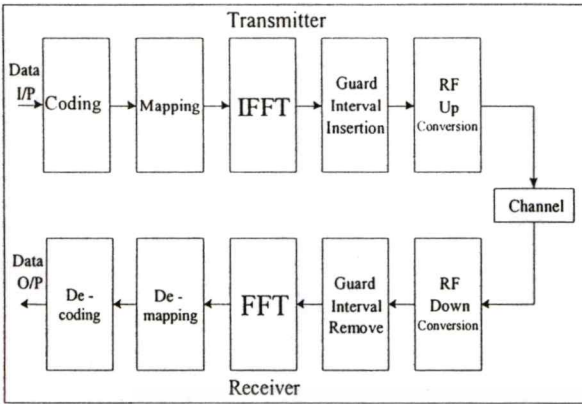 Transmitter
Data
I/P
Coding
Mapping
IFFT
Guard
Interval
Insertion
RF
Up
Conversion
Channel
Data
O/P
De -
coding
De -
mapping
FFT
Guard
Interval
Remove
RF
Down
Conversion
Receiver